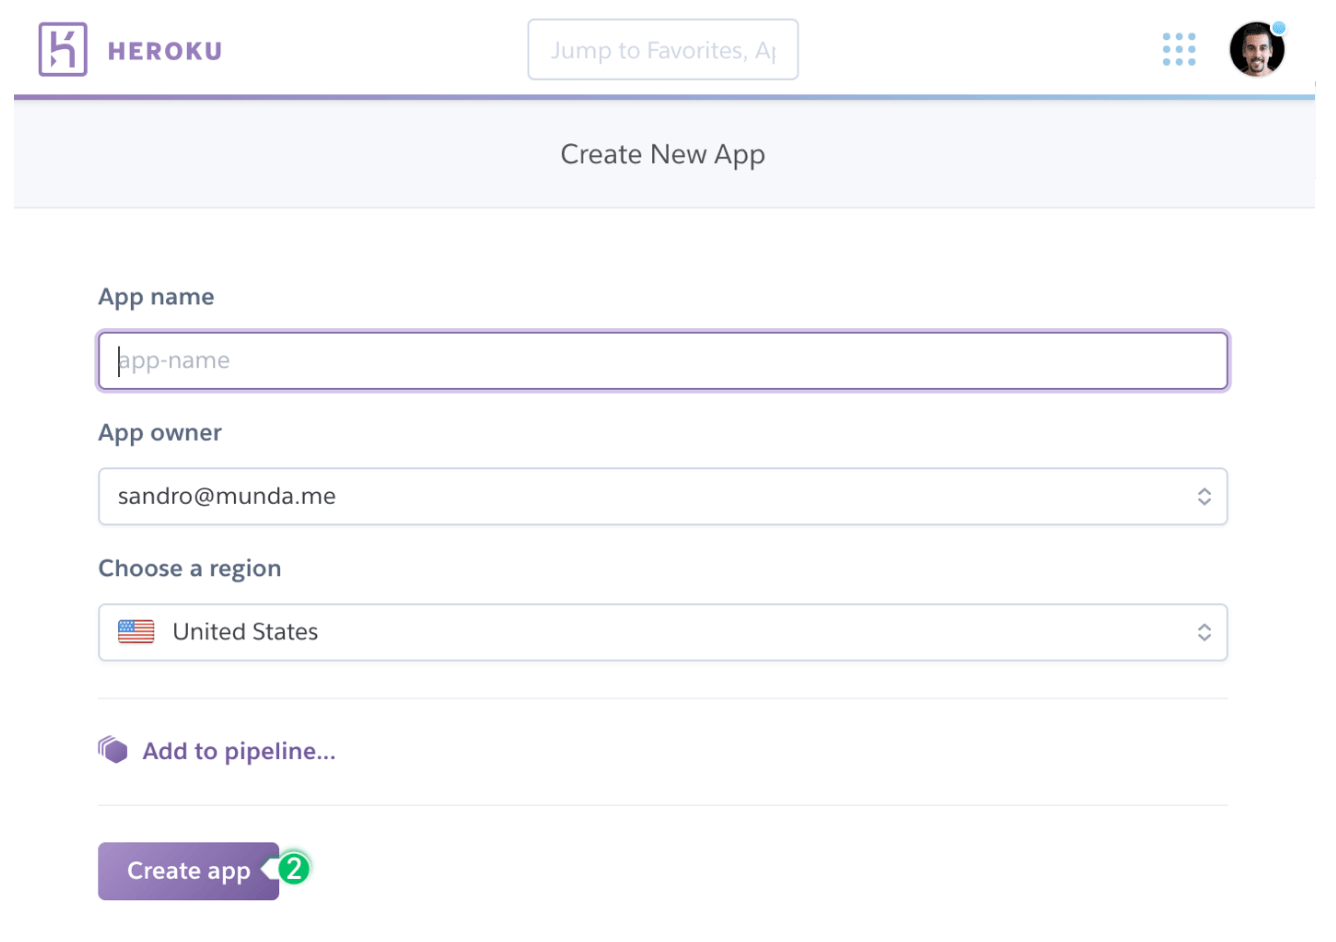 HEROKU
Jump to Favorites, Ap
Create New App
App name
app-name
App owner
sandro@munda.me
Choose a region
United States
Add to pipeline...
Create app
2